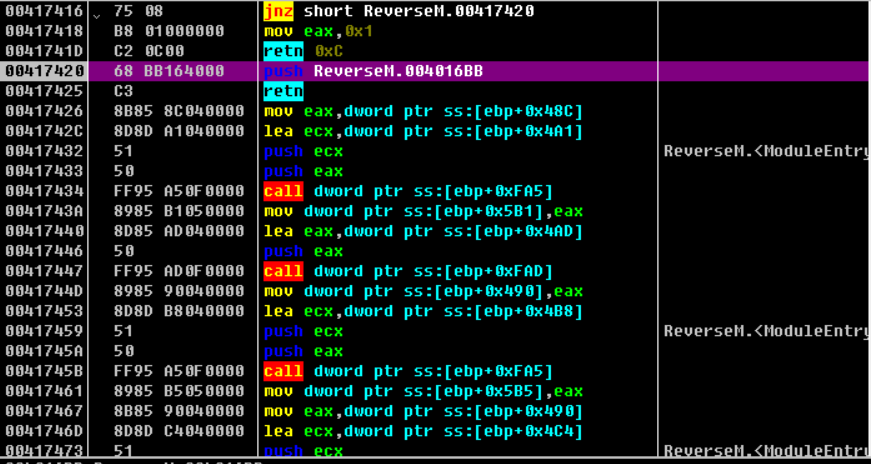 00417416 75 08 jnz short ReverseM.00417420
00417418 B8 01000000 mov eax,0x1
0041741D C2 0C00 retn 0xC
00417420 68 BB164000 push ReverseM.004016BB
00417425 C3 retn
00417426 8B85 8C040000 mov eax,dword ptr ss:[ebp+0x48C]
0041742C 8D8D A1040000 lea ecx,dword ptr ss:[ebp+0x4A1]
00417432 51 push ecx ReverseM.<ModuleEntry
00417433 50 push eax
00417434 FF95 A50F0000 call dword ptr ss:[ebp+0xFA5]
0041743A 8985 B1050000 mov dword ptr ss:[ebp+0x5B1],eax
00417440 8D85 AD040000 lea eax,dword ptr ss:[ebp+0x4AD]
00417446 50 push eax
00417447 FF95 AD0F0000 call dword ptr ss:[ebp+0xFAD]
0041744D 8985 90040000 mov dword ptr ss:[ebp+0x490],eax
00417453 8D8D B8040000 lea ecx,dword ptr ss:[ebp+0x4B8]
00417459 51 push ecx ReverseM.<ModuleEntry
0041745A 50 push eax
0041745B FF95 A50F0000 call dword ptr ss:[ebp+0xFA5]
00417461 8985 B5050000 mov dword ptr ss:[ebp+0x5B5],eax
00417467 8B85 90040000 mov eax,dword ptr ss:[ebp+0x490]
0041746D 8D8D C4040000 lea ecx,dword ptr ss:[ebp+0x4C4]
00417473 51 push ecx ReverseM.<ModuleEntry